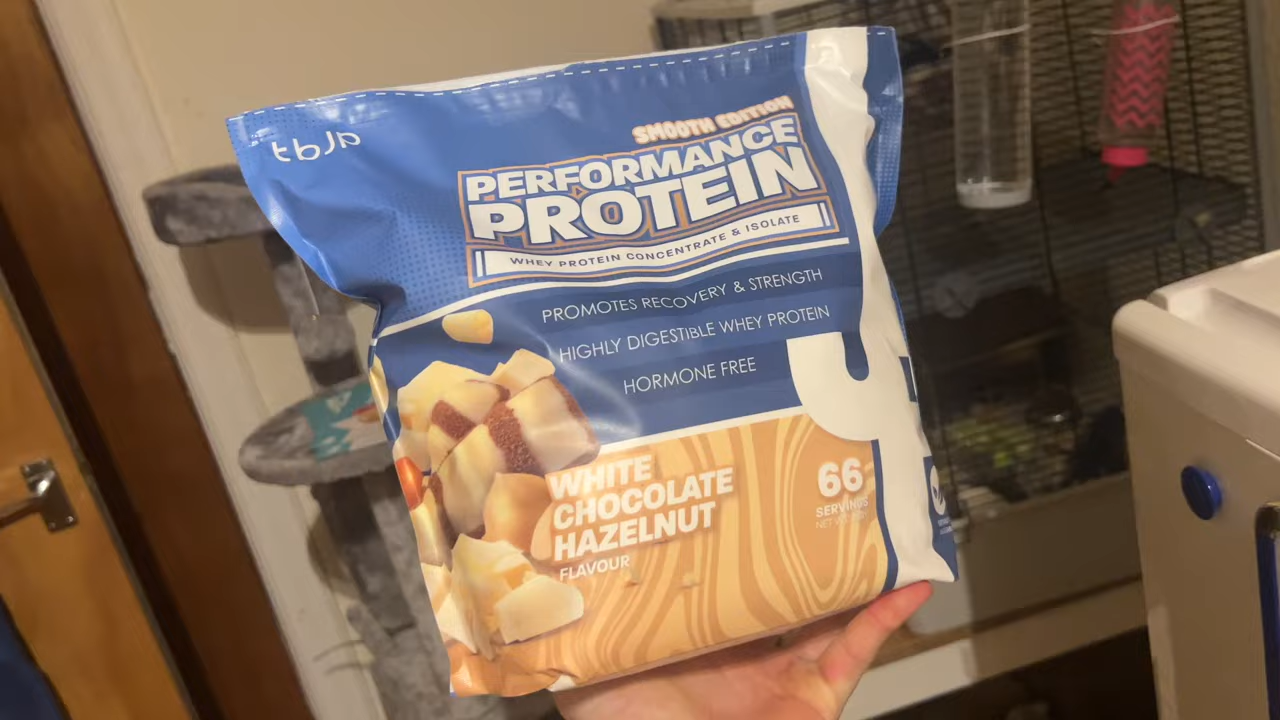 tbJP
SMOOTH EDITION
PERFORMANCE
PROTEIN
WHEY PROTEIN CONCENTRATE & ISOLATE
PROMOTES RECOVERY & STRENGTH
HIGHLY DIGESTIBLE WHEY PROTEIN
HORMONE FREE
WHITE
CHOCOLATE
HAZELNUT
FLAVOUR
66
SERVINGS
NET